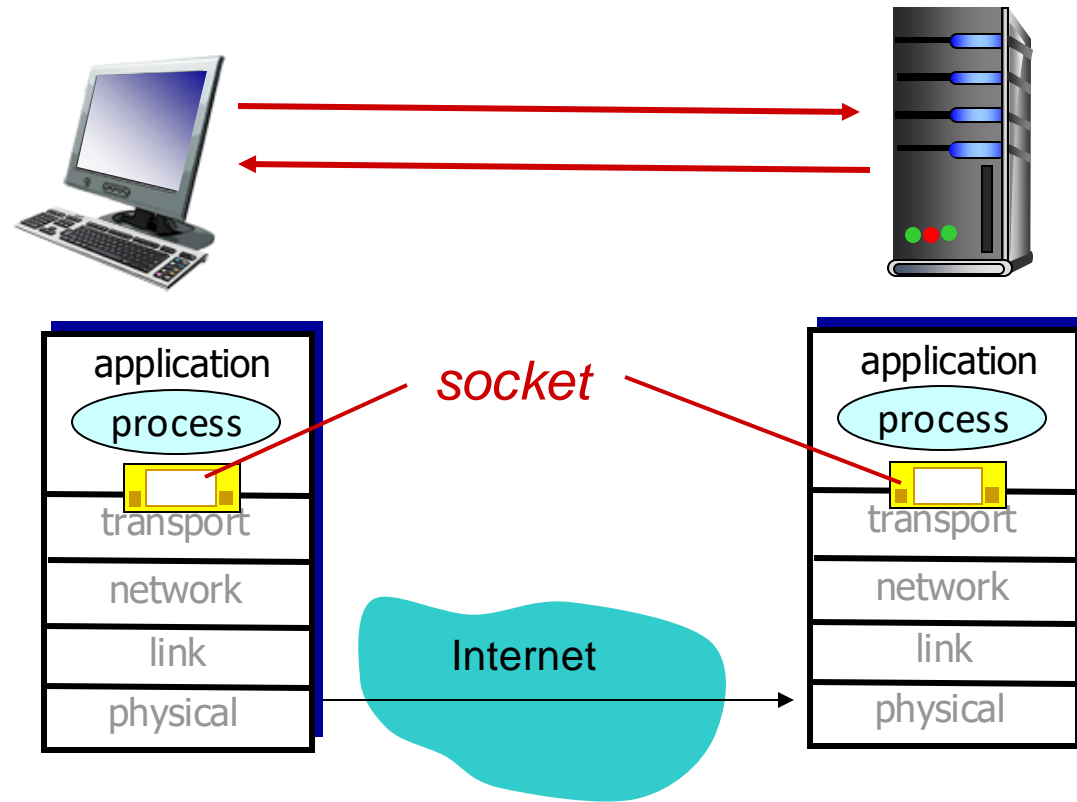 application
process
transport
network
link
physical
socket
Internet
application
process
transport
network
link
physical